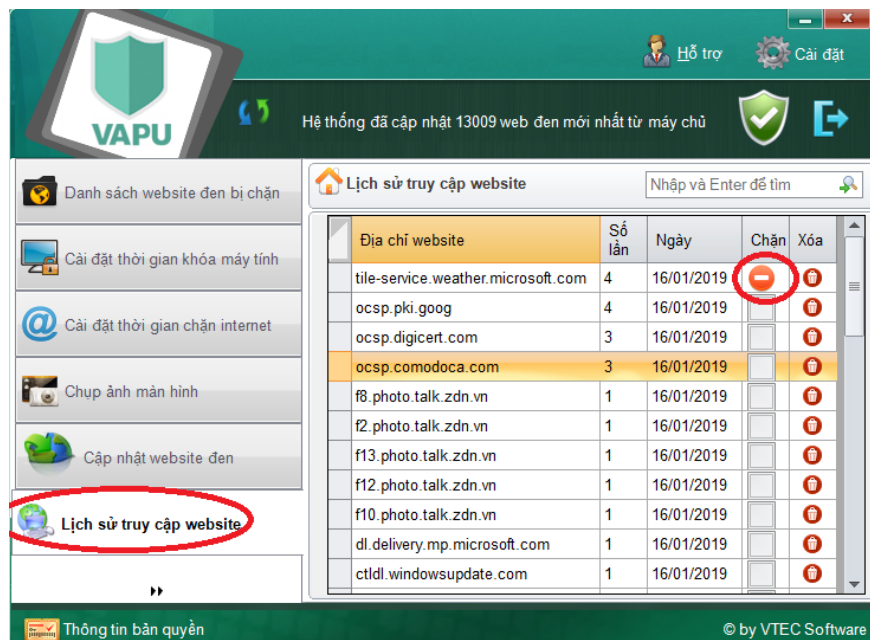 Hỗ trợ
Cài đặt
VAPU
Hệ thống đã cập nhật 13009 web đen mới nhất từ máy chủ
Danh sách website đen bị chặn
Cài đặt thời gian khóa máy tính
Cài đặt thời gian chặn internet
Chụp ảnh màn hình
Cập nhật website đen
Lịch sử truy cập website
Lịch sử truy cập website
Nhập và Enter để tìm
Địa chỉ website Số lần Ngày Chặn Xóa
tile-service.weather.microsoft.com 4 16/01/2019
ocsp.pki.goog 4 16/01/2019
ocsp.digicert.com 3 16/01/2019
ocsp.comodoca.com 3 16/01/2019
f8.photo.talk.zdn.vn 1 16/01/2019
f2.photo.talk.zdn.vn 1 16/01/2019
f13.photo.talk.zdn.vn 1 16/01/2019
f12.photo.talk.zdn.vn 1 16/01/2019
f10.photo.talk.zdn.vn 1 16/01/2019
dl.delivery.mp.microsoft.com 1 16/01/2019
ctldl.windowsupdate.com 1 16/01/2019
Thông tin bản quyền
© by VTEC Software